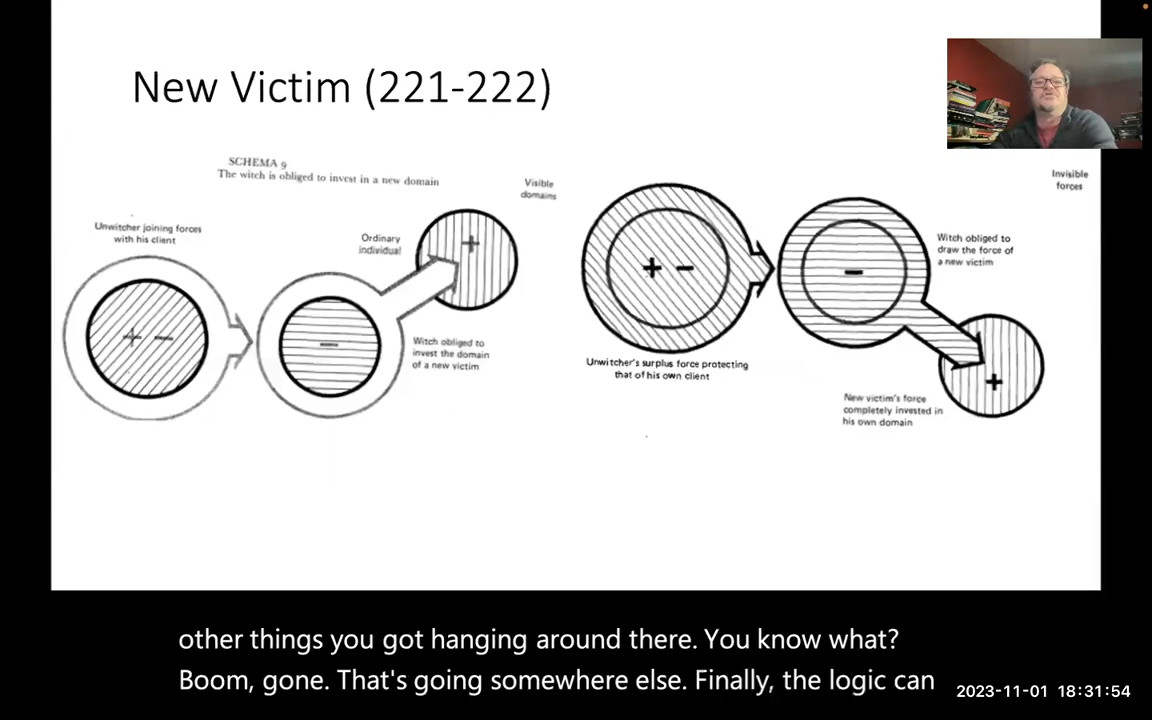 New Victim (221-222)
SCHEMA 9
The witch is obliged to invest in a new domain
Visible
domains
Invisible
forces
Unwitcher joining forces
with his client
Ordinary
individual
+ -
-
+
Witch obliged to
invest the domain
of a new victim
+ -
-
+
Witch obliged to
draw the force of
a new victim
Unwitcher's surplus force protecting
that of his own client
New victim's force
completely invested in
his own domain
other things you got hanging around there. You know what?
Boom, gone. That's going somewhere else. Finally, the logic can
2023-11-01 18:31:54